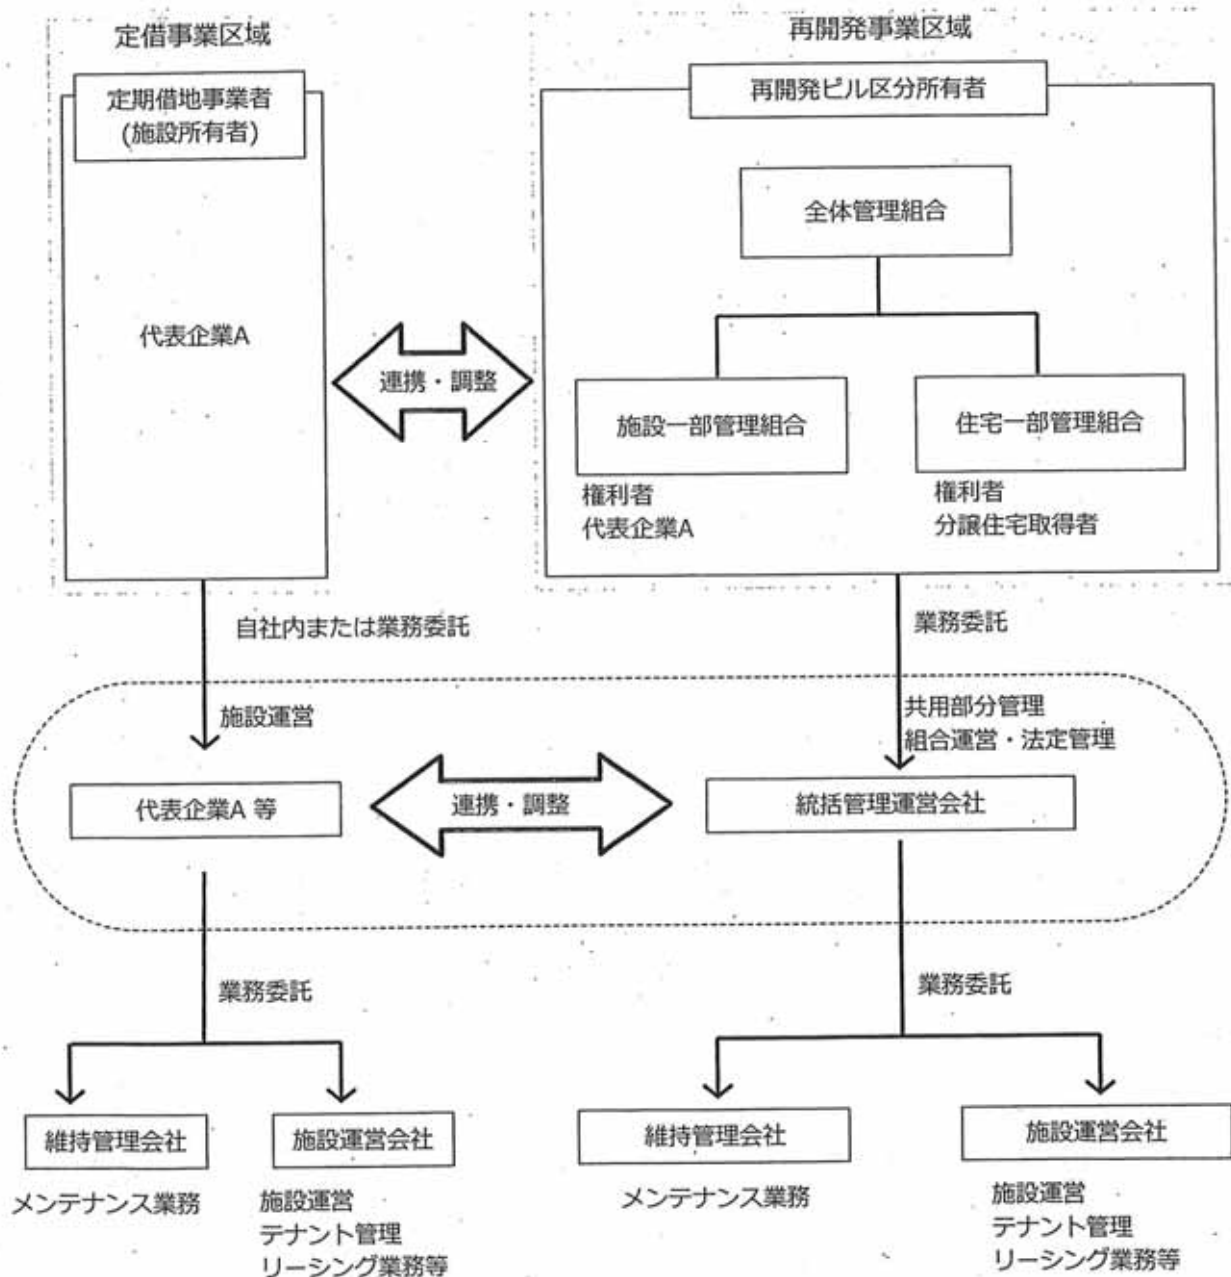 定借事業区域
再開発事業区域
定期借地事業者
(施設所有者)
再開発ビル区分所有者
全体管理組合
代表企業A
連携・調整
施設一部管理組合
住宅一部管理組合
権利者
代表企業A
権利者
分譲住宅取得者
自社内または業務委託
業務委託
施設運営
共用部分管理
組合運営・法定管理
代表企業A 等
連携・調整
統括管理運営会社
業務委託
業務委託
維持管理会社
施設運営会社
維持管理会社
施設運営会社
メンテナンス業務
施設運営
テナント管理
リーシング業務等
メンテナンス業務
施設運営
テナント管理
リーシング業務等